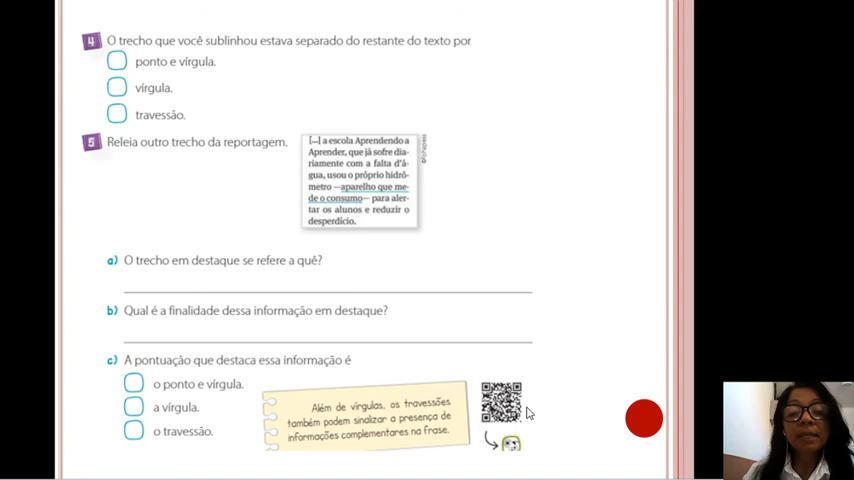 4 O trecho que você sublinhou estava separado do restante do texto por
ponto e vírgula.
vírgula.
travessão.
5 Releia outro trecho da reportagem.
[...] a escola Aprendendo a
Aprender, que já sofre dia-
riamente com a falta d'á-
gua, usou o próprio hidrô-
metro —aparelho que me-
de o consumo— para aler-
tar os alunos e reduzir o
desperdício.
a) O trecho em destaque se refere a quê?
b) Qual é a finalidade dessa informação em destaque?
c) A pontuação que destaca essa informação é
o ponto e vírgula.
a vírgula.
o travessão.
Além de vírgulas, os travessões
também podem sinalizar a presença de
informações complementares na frase.